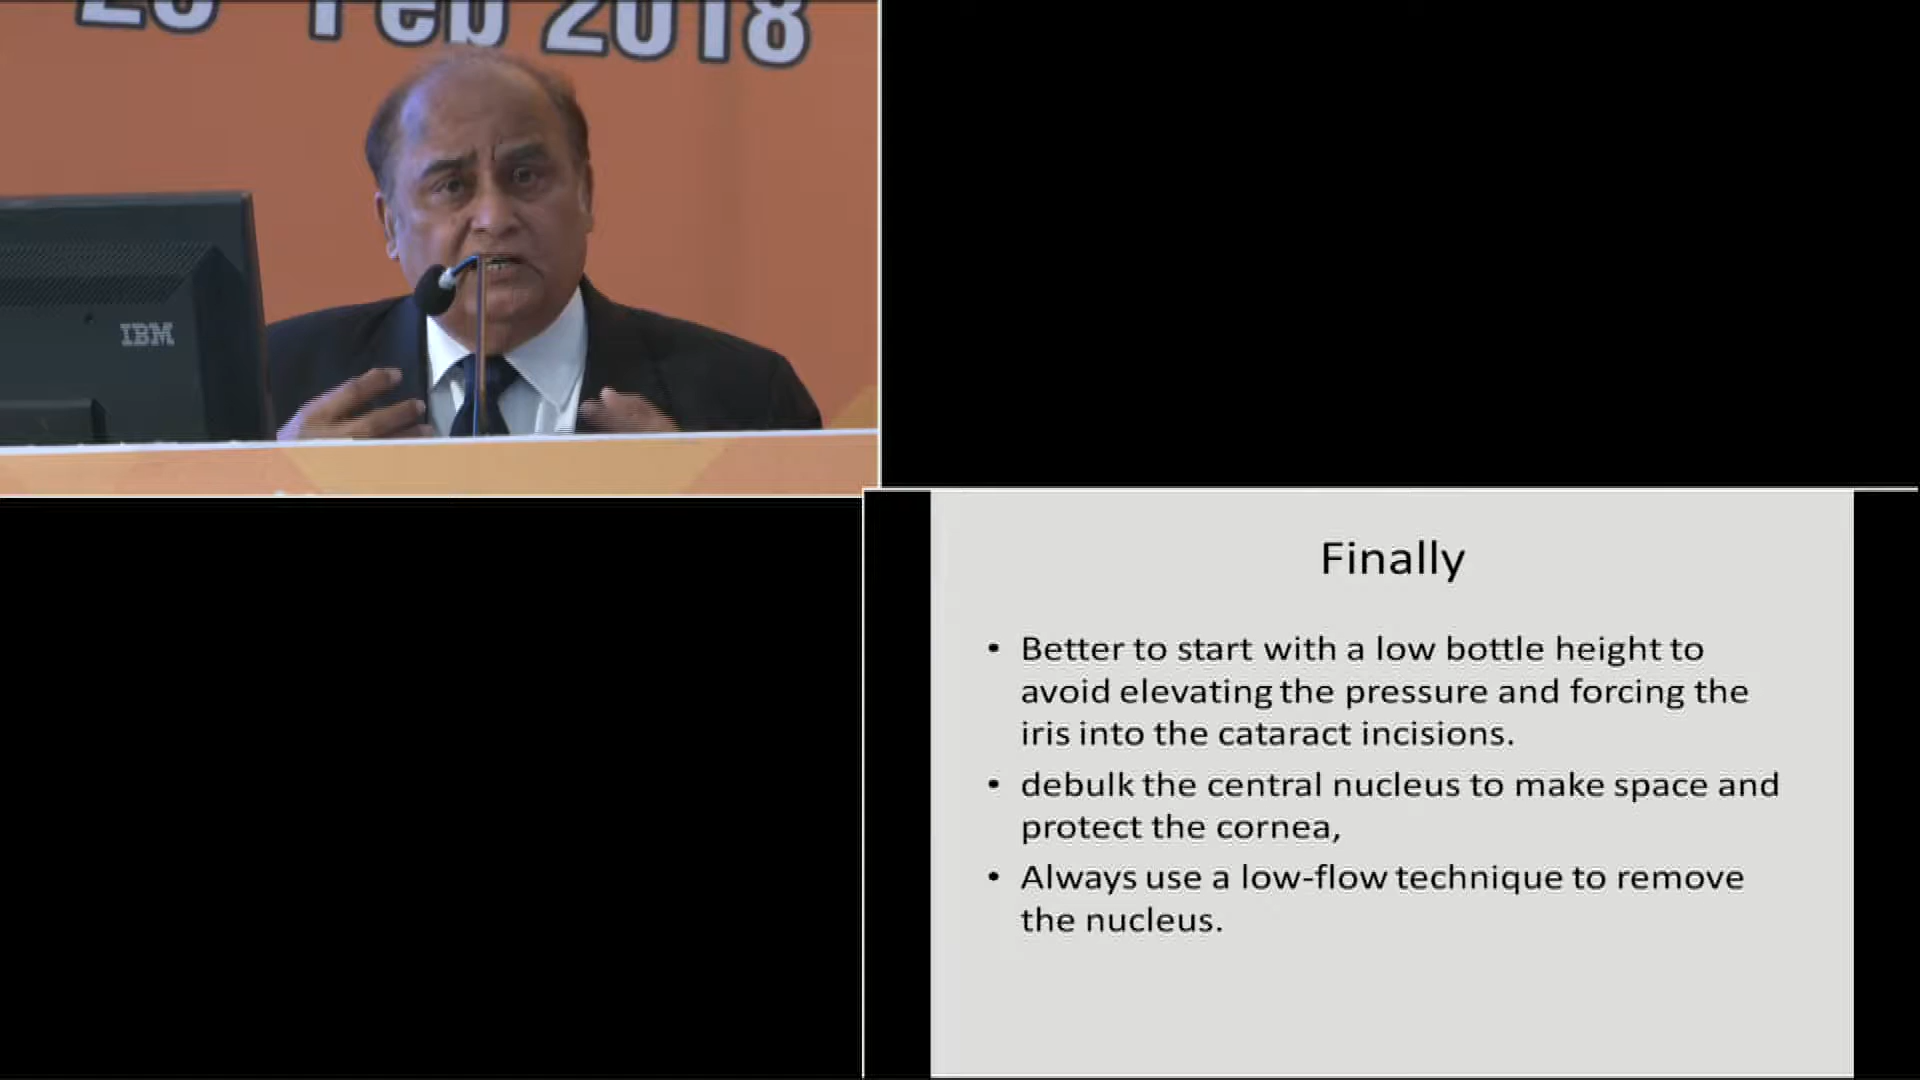 Feb 2018
IBM
Finally
• Better to start with a low bottle height to
avoid elevating the pressure and forcing the
iris into the cataract incisions.
• debulk the central nucleus to make space and
protect the cornea,
• Always use a low-flow technique to remove
the nucleus.